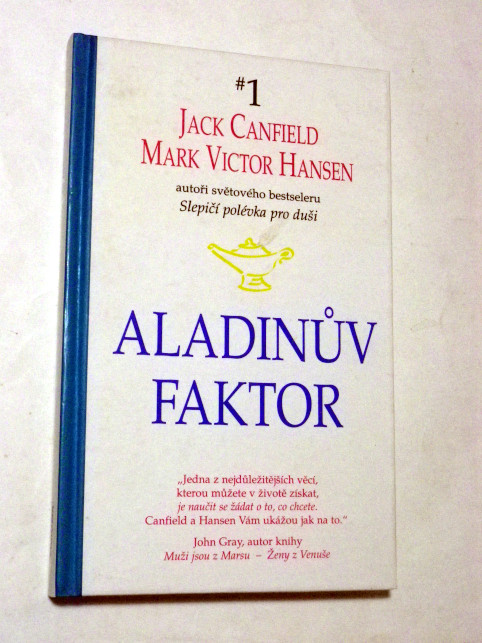 #1
JACK CANFIELD
MARK VICTOR HANSEN
autoři světového bestseleru
Slepičí polévka pro duši
ALADINŮV
FAKTOR
„Jedna z nejdůležitějších věcí,
kterou můžete v životě získat,
je naučit se žádat o to, co chcete.
Canfield a Hansen Vám ukážou jak na to.“
John Gray, autor knihy
Muži jsou z Marsu – Ženy z Venuše